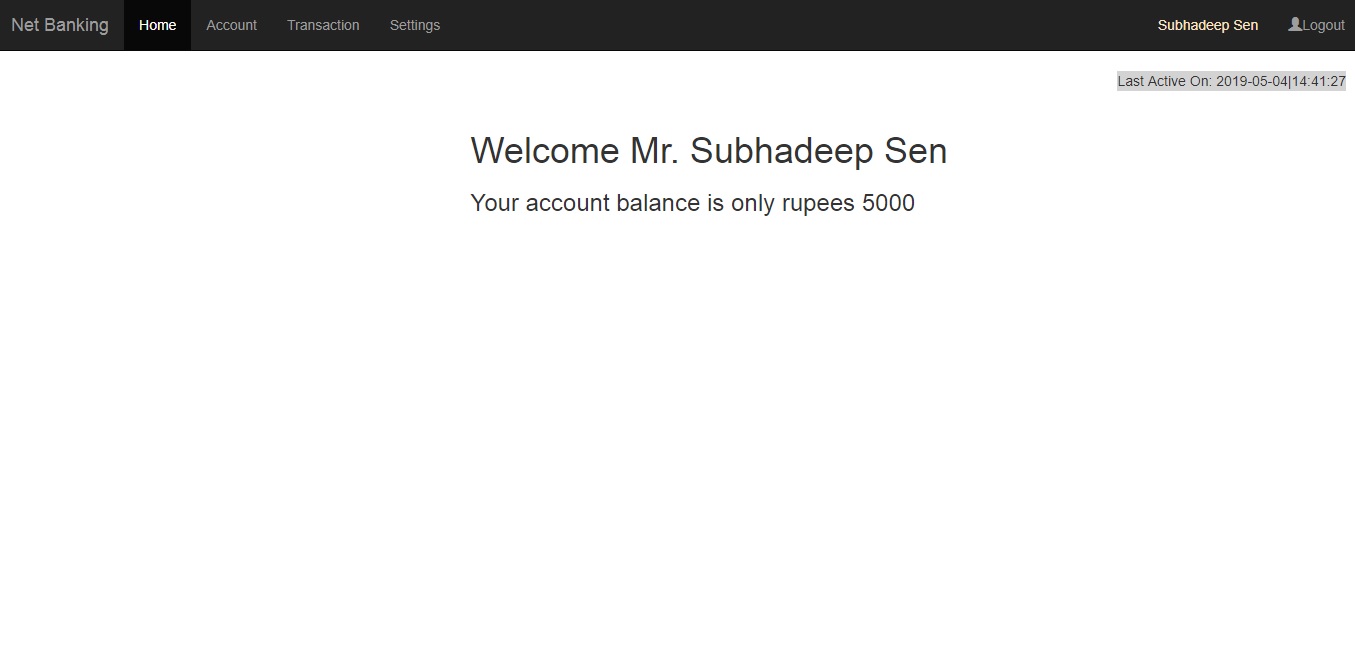 Net Banking Home Account Transaction Settings Subhadeep Sen Logout
Last Active On: 2019-05-04|14:41:27
Welcome Mr. Subhadeep Sen
Your account balance is only rupees 5000